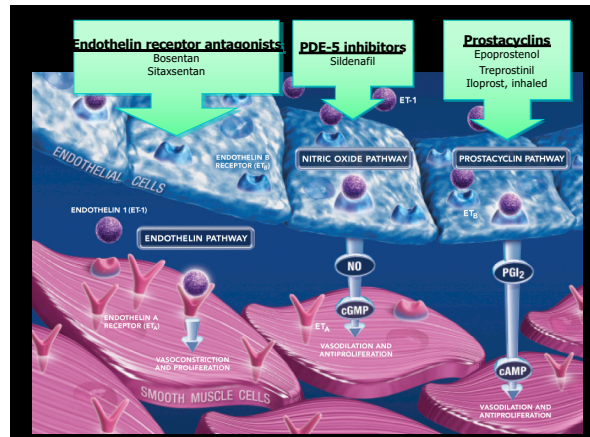 Endothelin receptor antagonists
Bosentan
Sitaxsentan
PDE-5 inhibitors
Sildenafil
Prostacyclins
Epoprostenol
Treprostinil
Iloprost, inhaled
ET-1
ENDOTHELIAL CELLS
ENDOTHELIN B
RECEPTOR (ETB)
NITRIC OXIDE PATHWAY
PROSTACYCLIN PATHWAY
ENDOTHELIN 1 (ET-1)
ETB
ENDOTHELIN PATHWAY
NO
PGI2
cGMP
ENDOTHELIN A
RECEPTOR (ETA)
ETA
VASOCONSTRICTION
AND PROLIFERATION
VASODILATION AND
ANTIPROLIFERATION
cAMP
SMOOTH MUSCLE CELLS
VASODILATION AND
ANTIPROLIFERATION